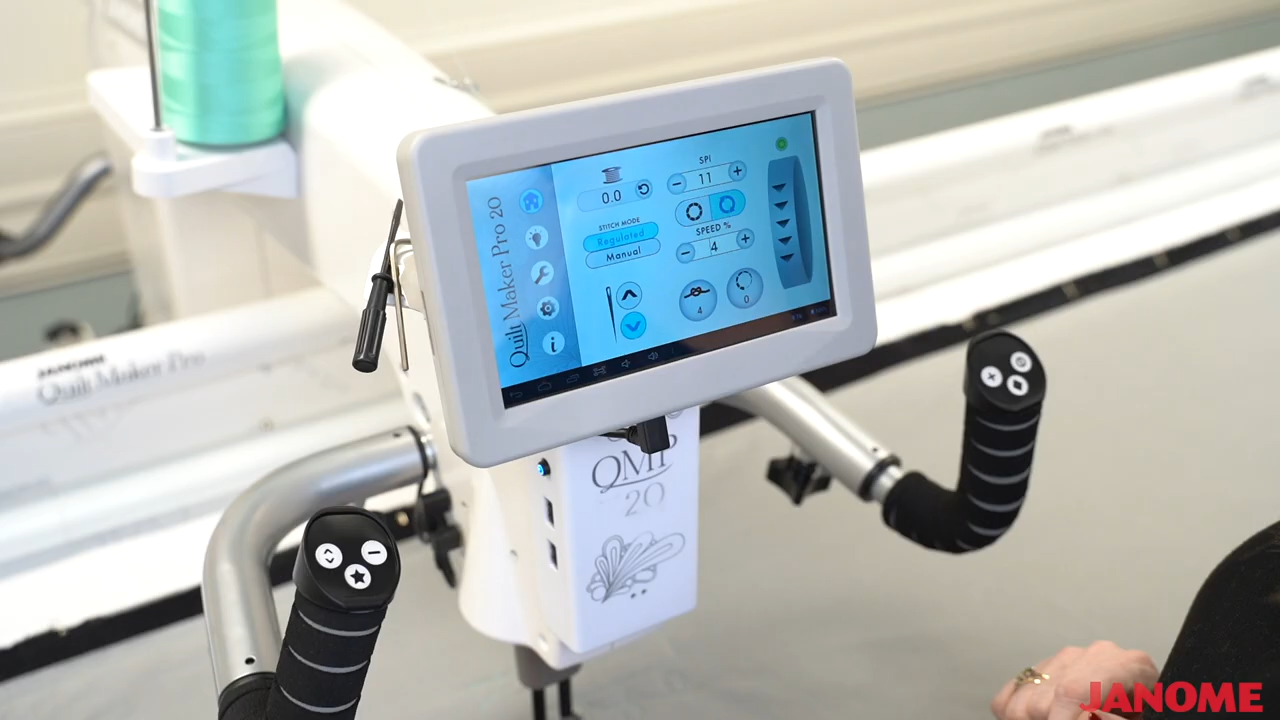 Quilt Maker Pro 20
0.0
STITCH MODE
Regulated
Manual
SPI
11
SPEED %
4
4
0
JANOME
Quilt Maker Pro
QMP
20
JANOME